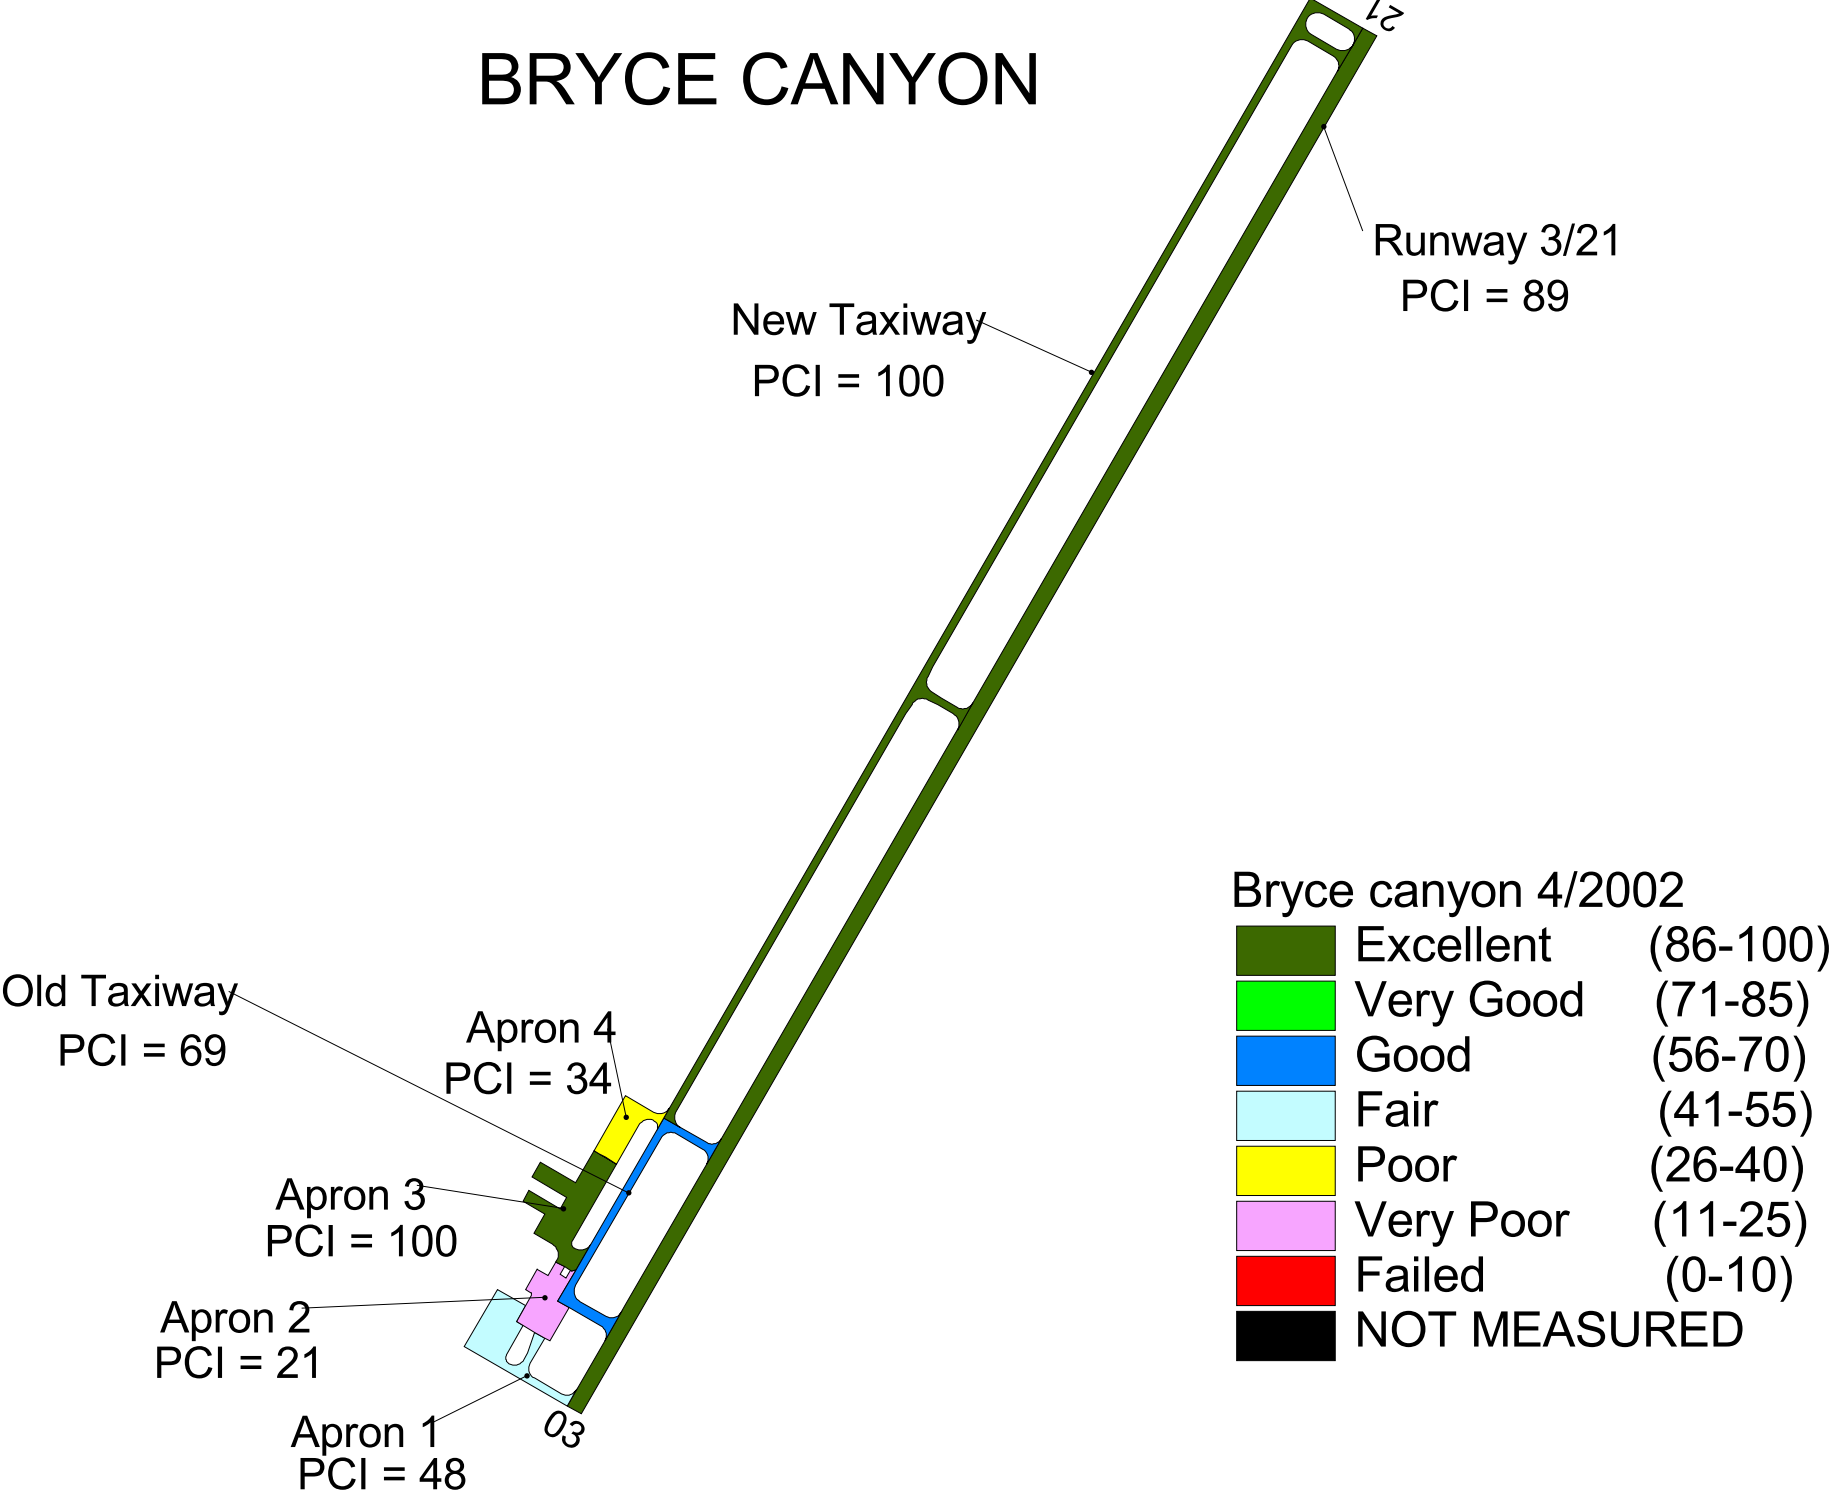 21
BRYCE CANYON
Runway 3/21
PCI = 89
New Taxiway
PCI = 100
Old Taxiway
PCI = 69
Apron 4
PCI = 34
Apron 3
PCI = 100
Apron 2
PCI = 21
Apron 1
PCI = 48
03
Bryce canyon 4/2002
Excellent (86-100)
Very Good (71-85)
Good (56-70)
Fair (41-55)
Poor (26-40)
Very Poor (11-25)
Failed (0-10)
NOT MEASURED